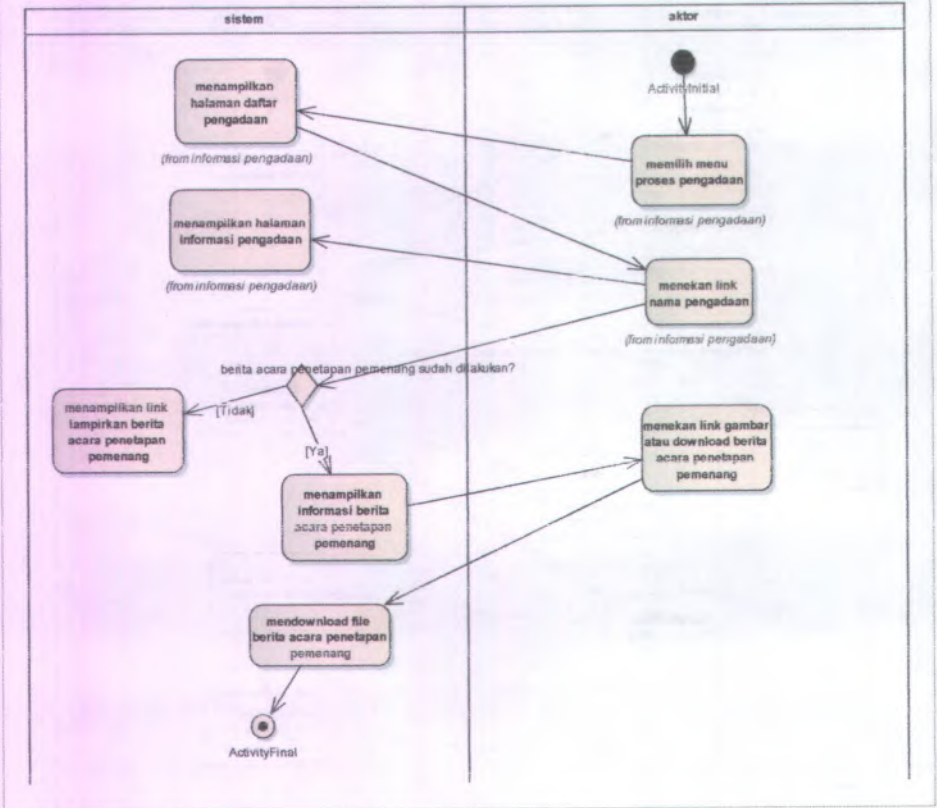 sistem
aktor
ActivityInitial
menampilkan
halaman daftar
pengadaan
(from informasi pengadaan)
memilih menu
proses pengadaan
(from informasi pengadaan)
menampilkan halaman
informasi pengadaan
(from informasi pengadaan)
menekan link
nama pengadaan
(from informasi pengadaan)
berita acara penetapan pemenang sudah dilakukan?
[Tidak]
[Ya]
menampilkan link
lampirkan berita
acara penetapan
pemenang
menekan link gambar
atau download berita
acara penetapan
pemenang
menampilkan
informasi berita
acara penetapan
pemenang
mendownload file
berita acara penetapan
pemenang
ActivityFinal